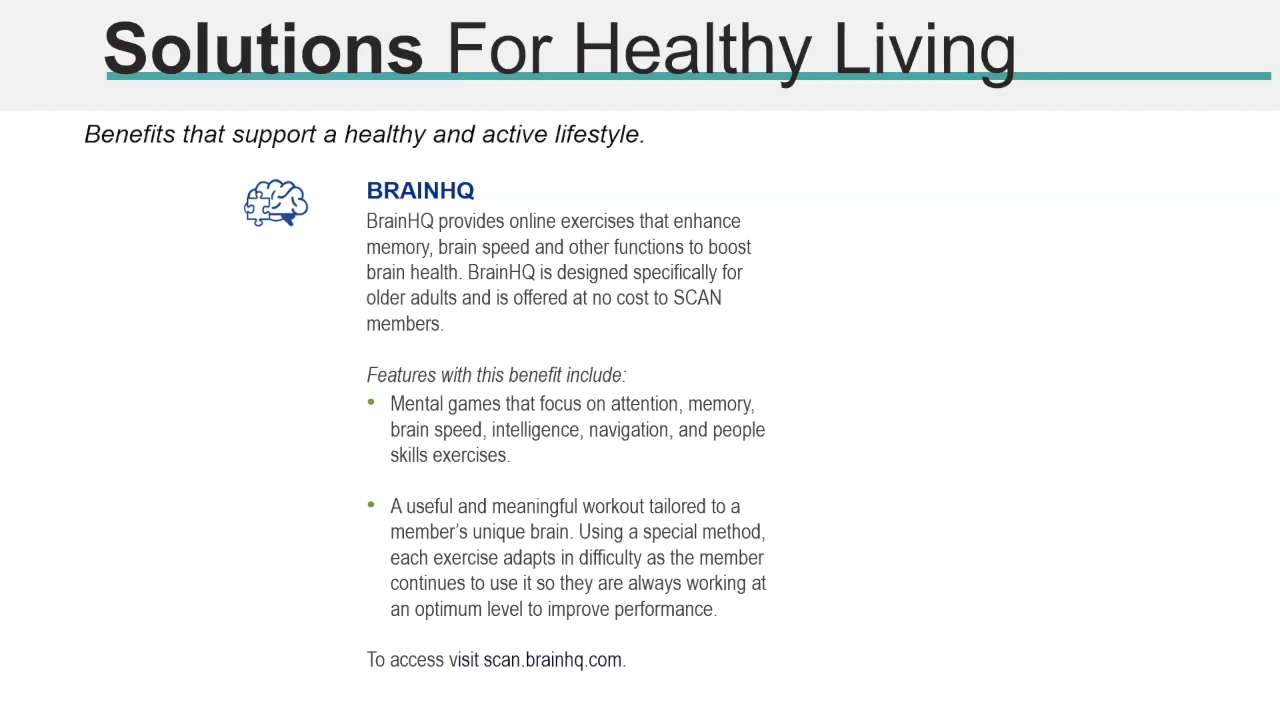 Solutions For Healthy Living
Benefits that support a healthy and active lifestyle.
BRAINHQ
BrainHQ provides online exercises that enhance
memory, brain speed and other functions to boost
brain health. BrainHQ is designed specifically for
older adults and is offered at no cost to SCAN
members.
Features with this benefit include:
• Mental games that focus on attention, memory,
brain speed, intelligence, navigation, and people
skills exercises.
• A useful and meaningful workout tailored to a
member’s unique brain. Using a special method,
each exercise adapts in difficulty as the member
continues to use it so they are always working at
an optimum level to improve performance.
To access visit scan.brainhq.com.